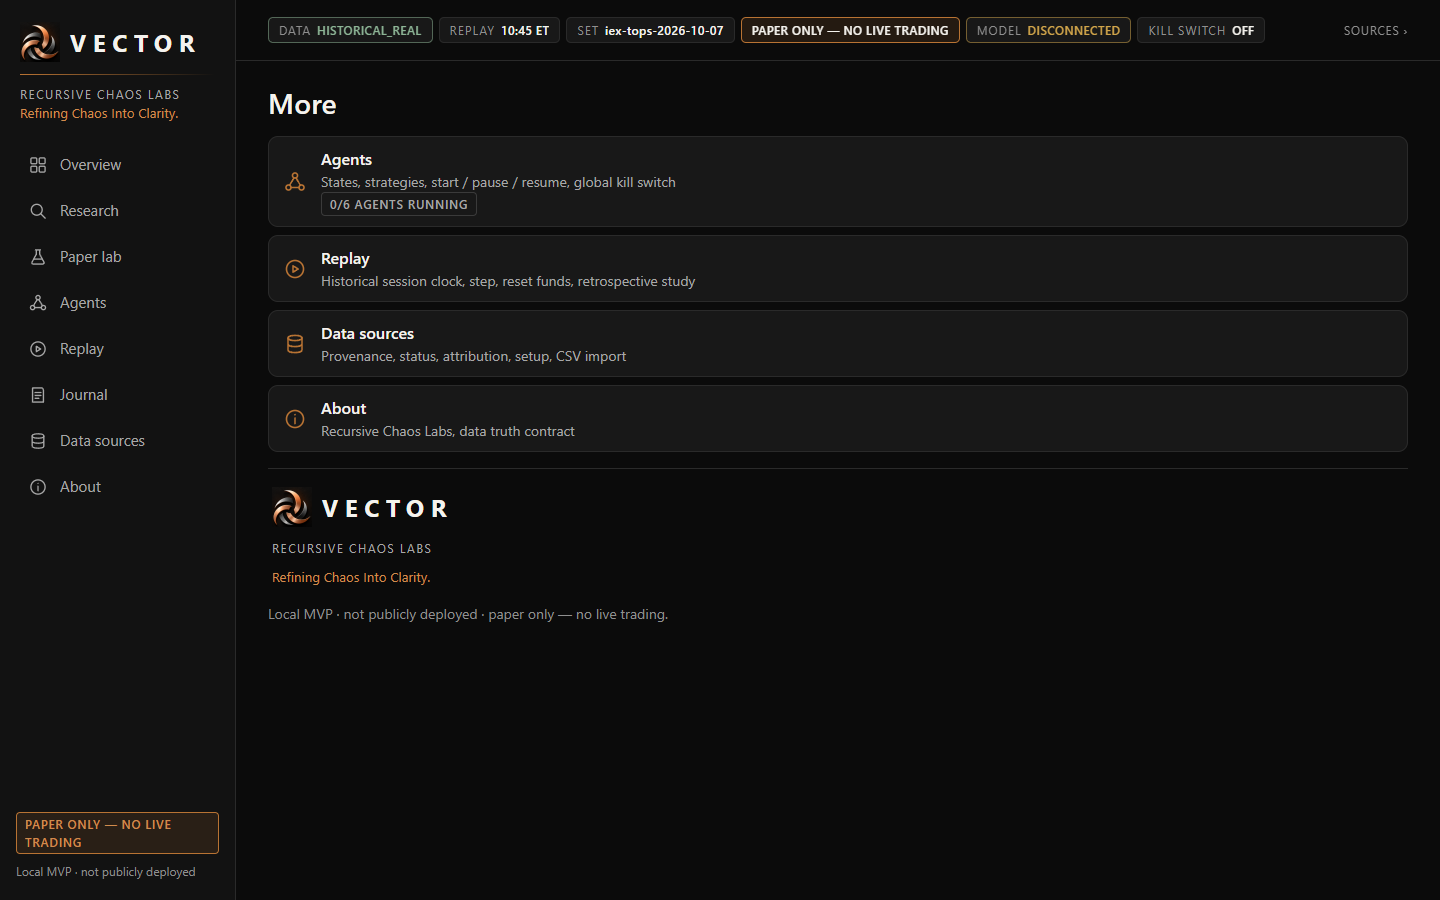 VECTOR
RECURSIVE CHAOS LABS
Refining Chaos Into Clarity.
Overview
Research
Paper lab
Agents
Replay
Journal
Data sources
About
PAPER ONLY — NO LIVE
TRADING
Local MVP · not publicly deployed
DATA HISTORICAL_REAL
REPLAY 10:45 ET
SET iex-tops-2026-10-07
PAPER ONLY — NO LIVE TRADING
MODEL DISCONNECTED
KILL SWITCH OFF
SOURCES ›
More
Agents
States, strategies, start / pause / resume, global kill switch
0/6 AGENTS RUNNING
Replay
Historical session clock, step, reset funds, retrospective study
Data sources
Provenance, status, attribution, setup, CSV import
About
Recursive Chaos Labs, data truth contract
VECTOR
RECURSIVE CHAOS LABS
Refining Chaos Into Clarity.
Local MVP · not publicly deployed · paper only — no live trading.